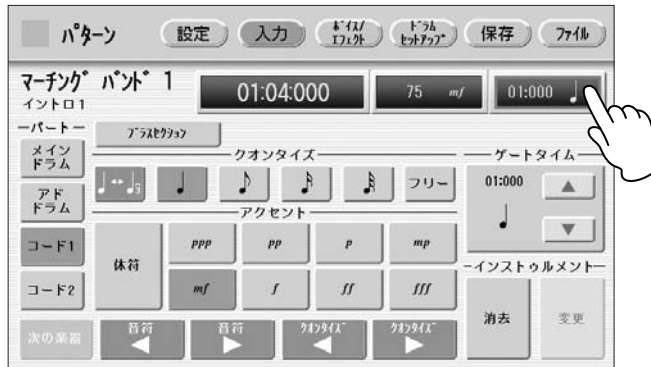 パターン 設定 入力 ボイス/エフェクト ドラムセットアップ 保存 ファイル
マーチング バンド 1
イントロ1
01:04:000 75 mf 01:000
パート
ブラスセクション
クオンタイズ
ゲートタイム
メインドラム
フリー
01:000
アドドラム
アクセント
コード1
休符
ppp pp p mp
インストゥルメント
コード2
mf f ff fff
消去 変更
次の楽器 音符 音符 クオンタイズ クオンタイズ